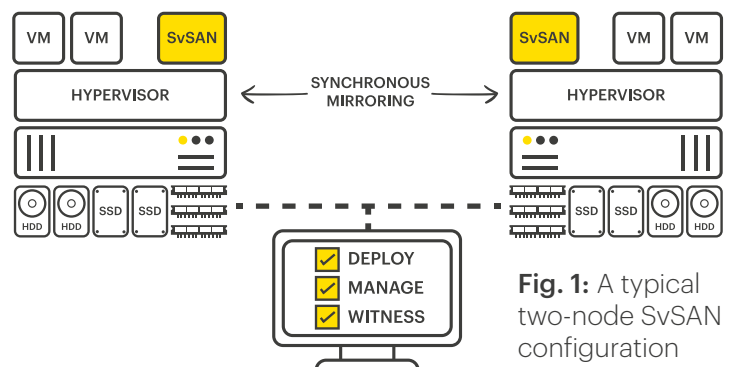 VM VM SvSAN
SvSAN VM VM
HYPERVISOR
SYNCHRONOUS
MIRRORING
HYPERVISOR
HDD HDD SSD SSD
SSD SSD HDD HDD
DEPLOY
MANAGE
WITNESS
Fig. 1: A typical
two-node SvSAN
configuration